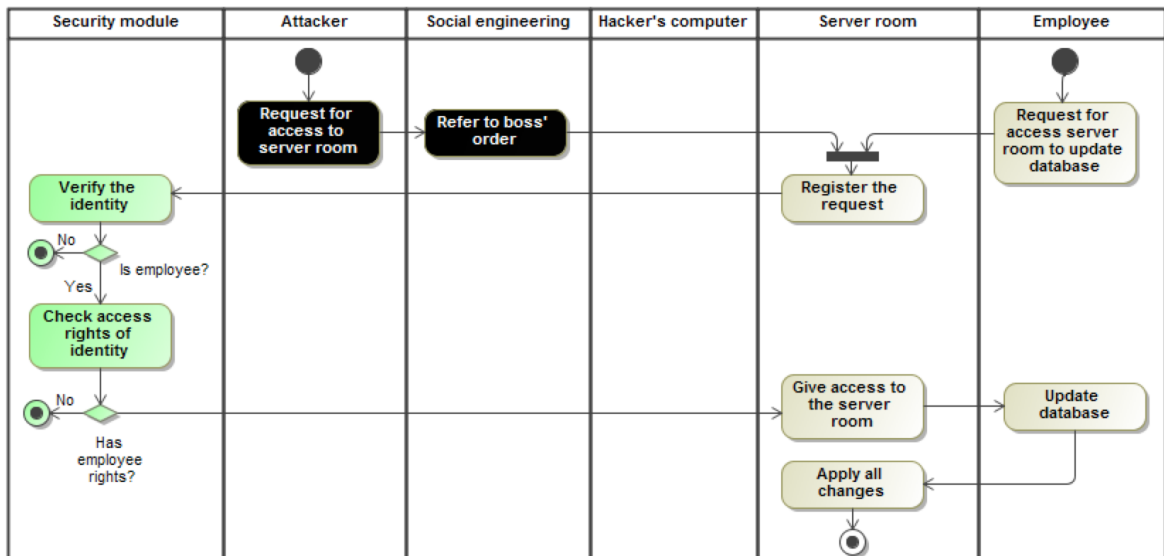 Security module
Attacker
Social engineering
Hacker's computer
Server room
Employee
Request for
access to
server room
Refer to boss'
order
Request for
access server
room to update
database
Verify the
identity
Register the
request
No
Is employee?
Yes
Check access
rights of
identity
No
Has
employee
rights?
Give access to
the server
room
Update
database
Apply all
changes